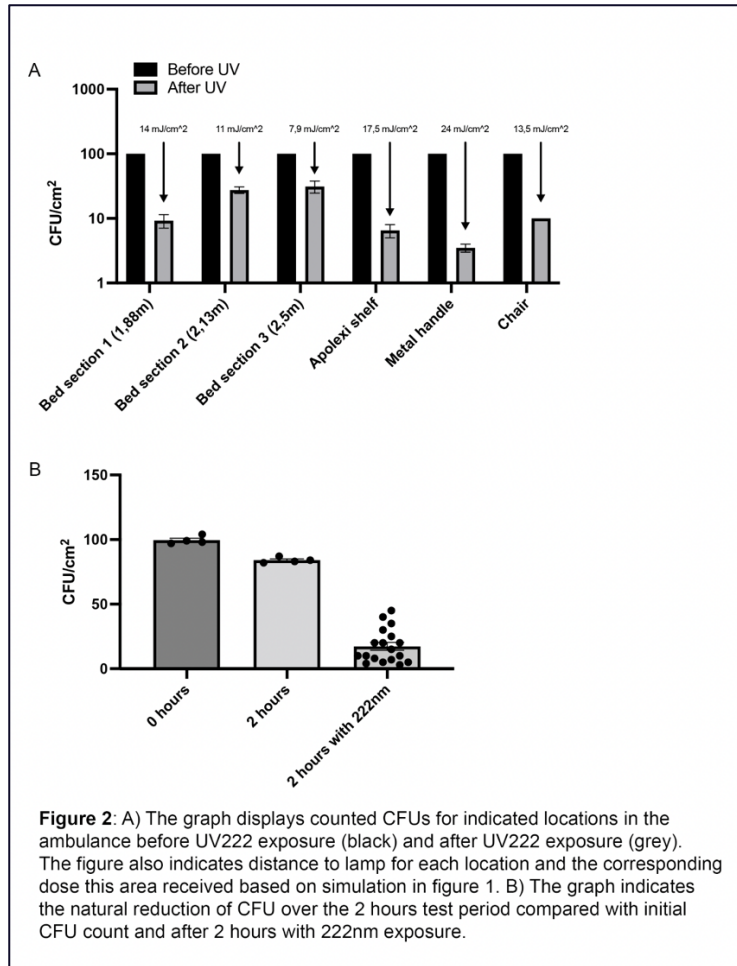 A
Before UV
After UV
1000
100
10
1
CFU/cm²
14 mJ/cm^2
11 mJ/cm^2
7,9 mJ/cm^2
17,5 mJ/cm^2
24 mJ/cm^2
13,5 mJ/cm^2
Bed section 1 (1,88m)
Bed section 2 (2,13m)
Bed section 3 (2,5m)
Apolexi shelf
Metal handle
Chair
B
150
100
50
0
CFU/cm²
0 hours
2 hours
2 hours with 222nm
Figure 2: A) The graph displays counted CFUs for indicated locations in the
ambulance before UV222 exposure (black) and after UV222 exposure (grey).
The figure also indicates distance to lamp for each location and the corresponding
dose this area received based on simulation in figure 1. B) The graph indicates
the natural reduction of CFU over the 2 hours test period compared with initial
CFU count and after 2 hours with 222nm exposure.